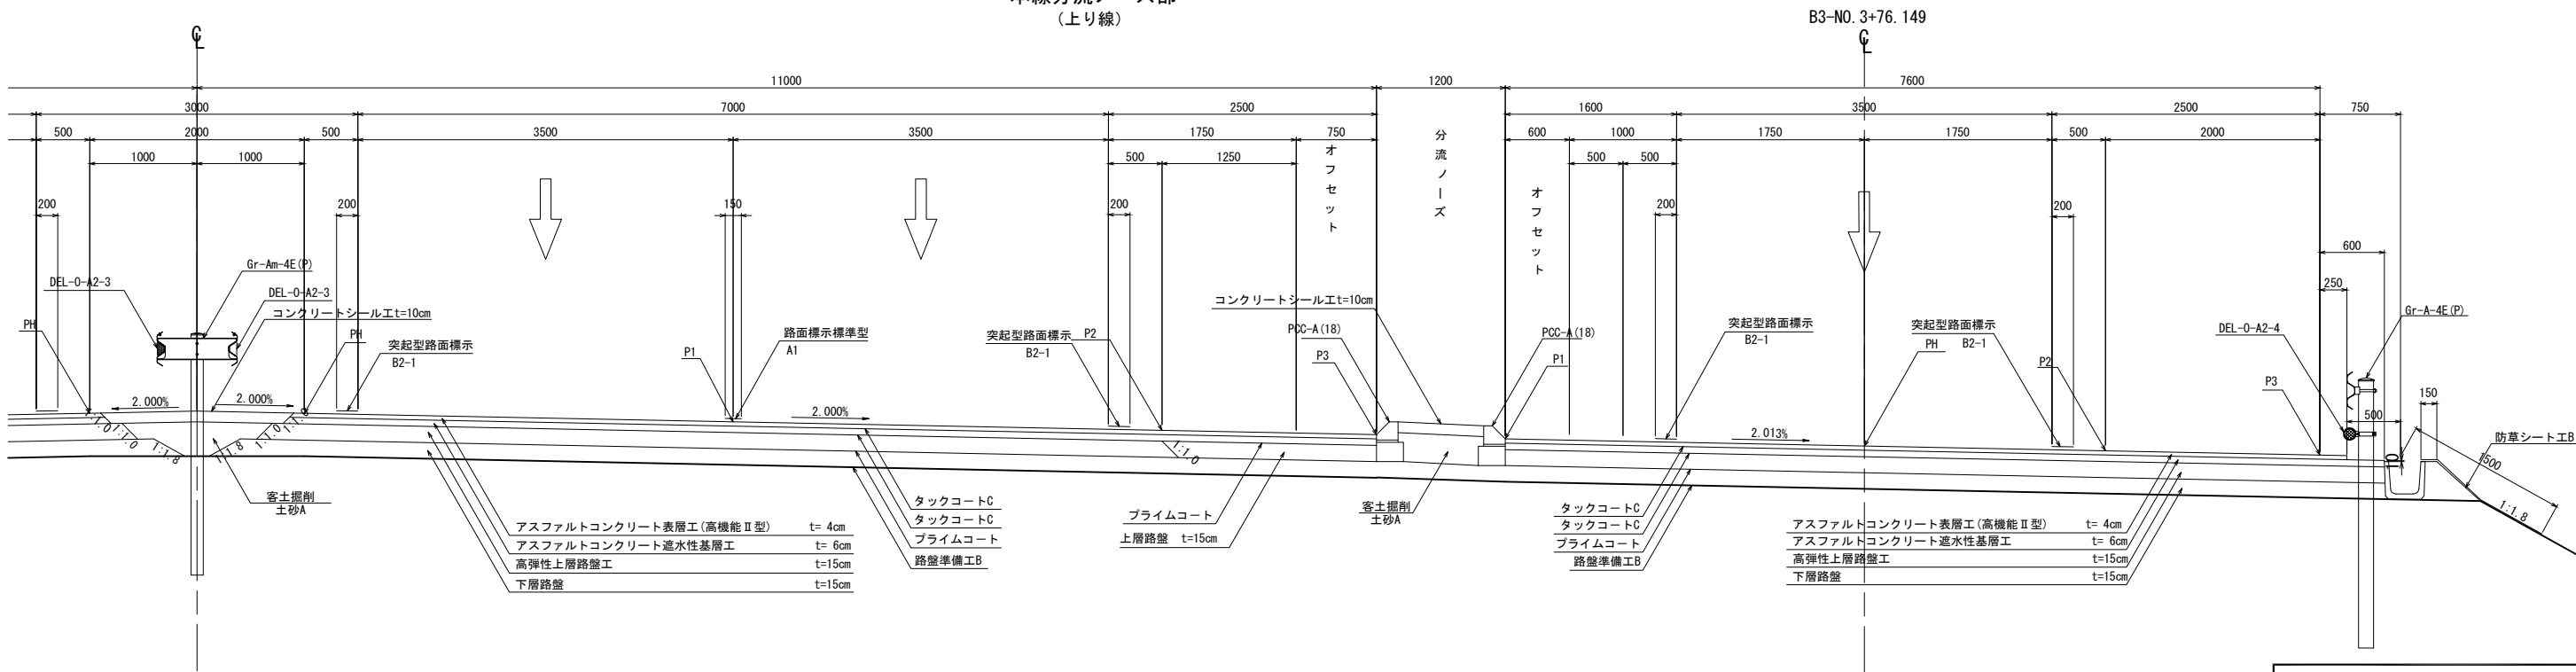 (上り線)
B3-NO.3+76.149
11000
1200
7600
3000
7000
2500
1600
3500
2500
750
500
2000
500
3500
3500
1750
750
600
1000
1750
1750
500
2000
1000
1000
500
1250
500
500
オフセット
分流ノーズ
オフセット
200
200
150
200
200
200
600
250
Gr-Am-4E(P)
DEL-O-A2-3
DEL-O-A2-3
コンクリートシール工t=10cm
PH
PH
突起型路面標示
B2-1
P1
路面標示標準型
A1
突起型路面標示
B2-1
P2
コンクリートシール工t=10cm
PCC-A(18)
P3
PCC-A(18)
P1
突起型路面標示
B2-1
突起型路面標示
PH
B2-1
P2
DEL-O-A2-4
Gr-A-4E(P)
P3
150
500
10
1500
防草シート工B
1:1.8
2.000%
2.000%
2.000%
2.013%
1:1.0
1:1.0
1:1.8
1:1.8
1:1.0
1:1.0
1:1.0
客土掘削
土砂A
アスファルトコンクリート表層工(高機能Ⅱ型) t= 4cm
アスファルトコンクリート遮水性基層工 t= 6cm
高弾性上層路盤工 t=15cm
下層路盤 t=15cm
タックコートC
タックコートC
プライムコート
路盤準備工B
プライムコート
上層路盤 t=15cm
客土掘削
土砂A
タックコートC
タックコートC
プライムコート
路盤準備工B
アスファルトコンクリート表層工(高機能Ⅱ型) t= 4cm
アスファルトコンクリート遮水性基層工 t= 6cm
高弾性上層路盤工 t=15cm
下層路盤 t=15cm